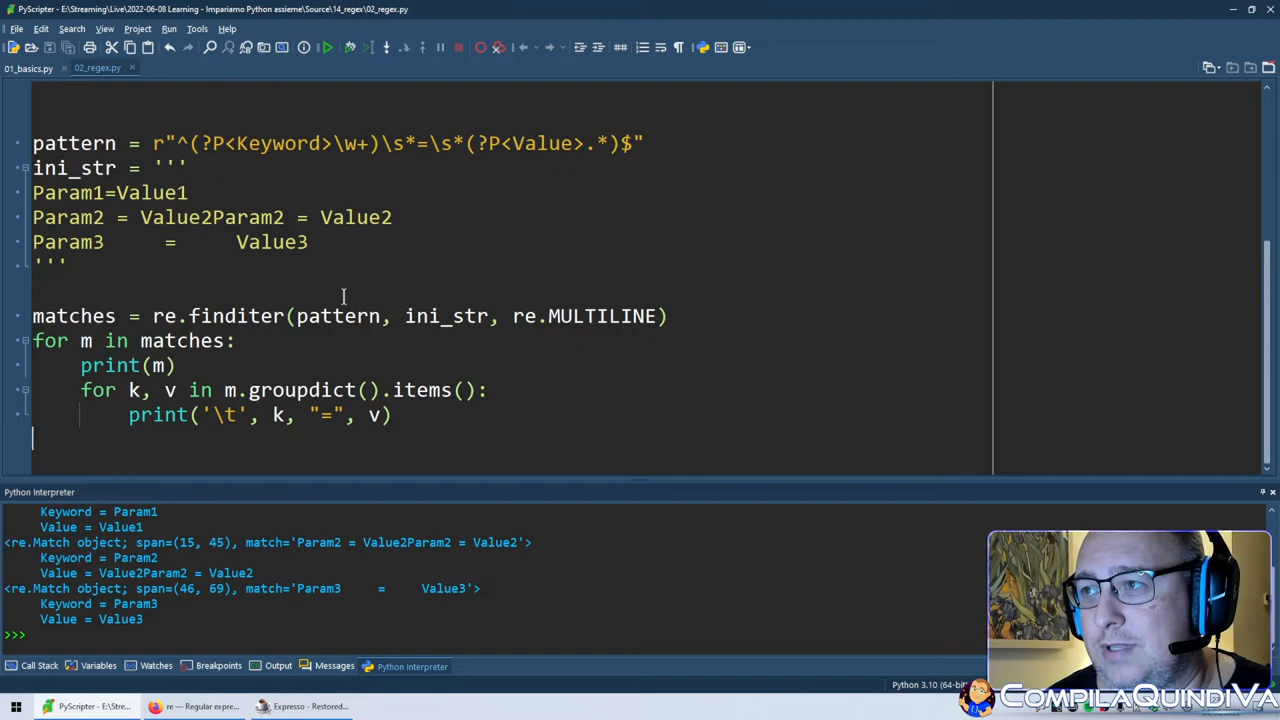 PyScripter - E:\Streaming\Live\2022-06-08 Learning - Impariamo Python assieme\Source\14_regex\02_regex.py
File Edit Search View Project Run Tools Help
01_basics.py 02_regex.py
pattern = r"^(?P<Keyword>\w+)\s*=\s*(?P<Value>.*)$"
ini_str = '''
Param1=Value1
Param2 = Value2Param2 = Value2
Param3     =     Value3
'''
matches = re.finditer(pattern, ini_str, re.MULTILINE)
for m in matches:
    print(m)
    for k, v in m.groupdict().items():
        print('\t', k, "=", v)
Python Interpreter
Keyword = Param1
Value = Value1
<re.Match object; span=(15, 45), match='Param2 = Value2Param2 = Value2'>
Keyword = Param2
Value = Value2Param2 = Value2
<re.Match object; span=(46, 69), match='Param3     =     Value3'>
Keyword = Param3
Value = Value3
>>>
Call Stack Variables Watches Breakpoints Output Messages Python Interpreter
Python 3.10 (64-bit)
PyScripter - E:\Stre... re — Regular expre... Expresso - Restored...
COMPILAQUINDIVA